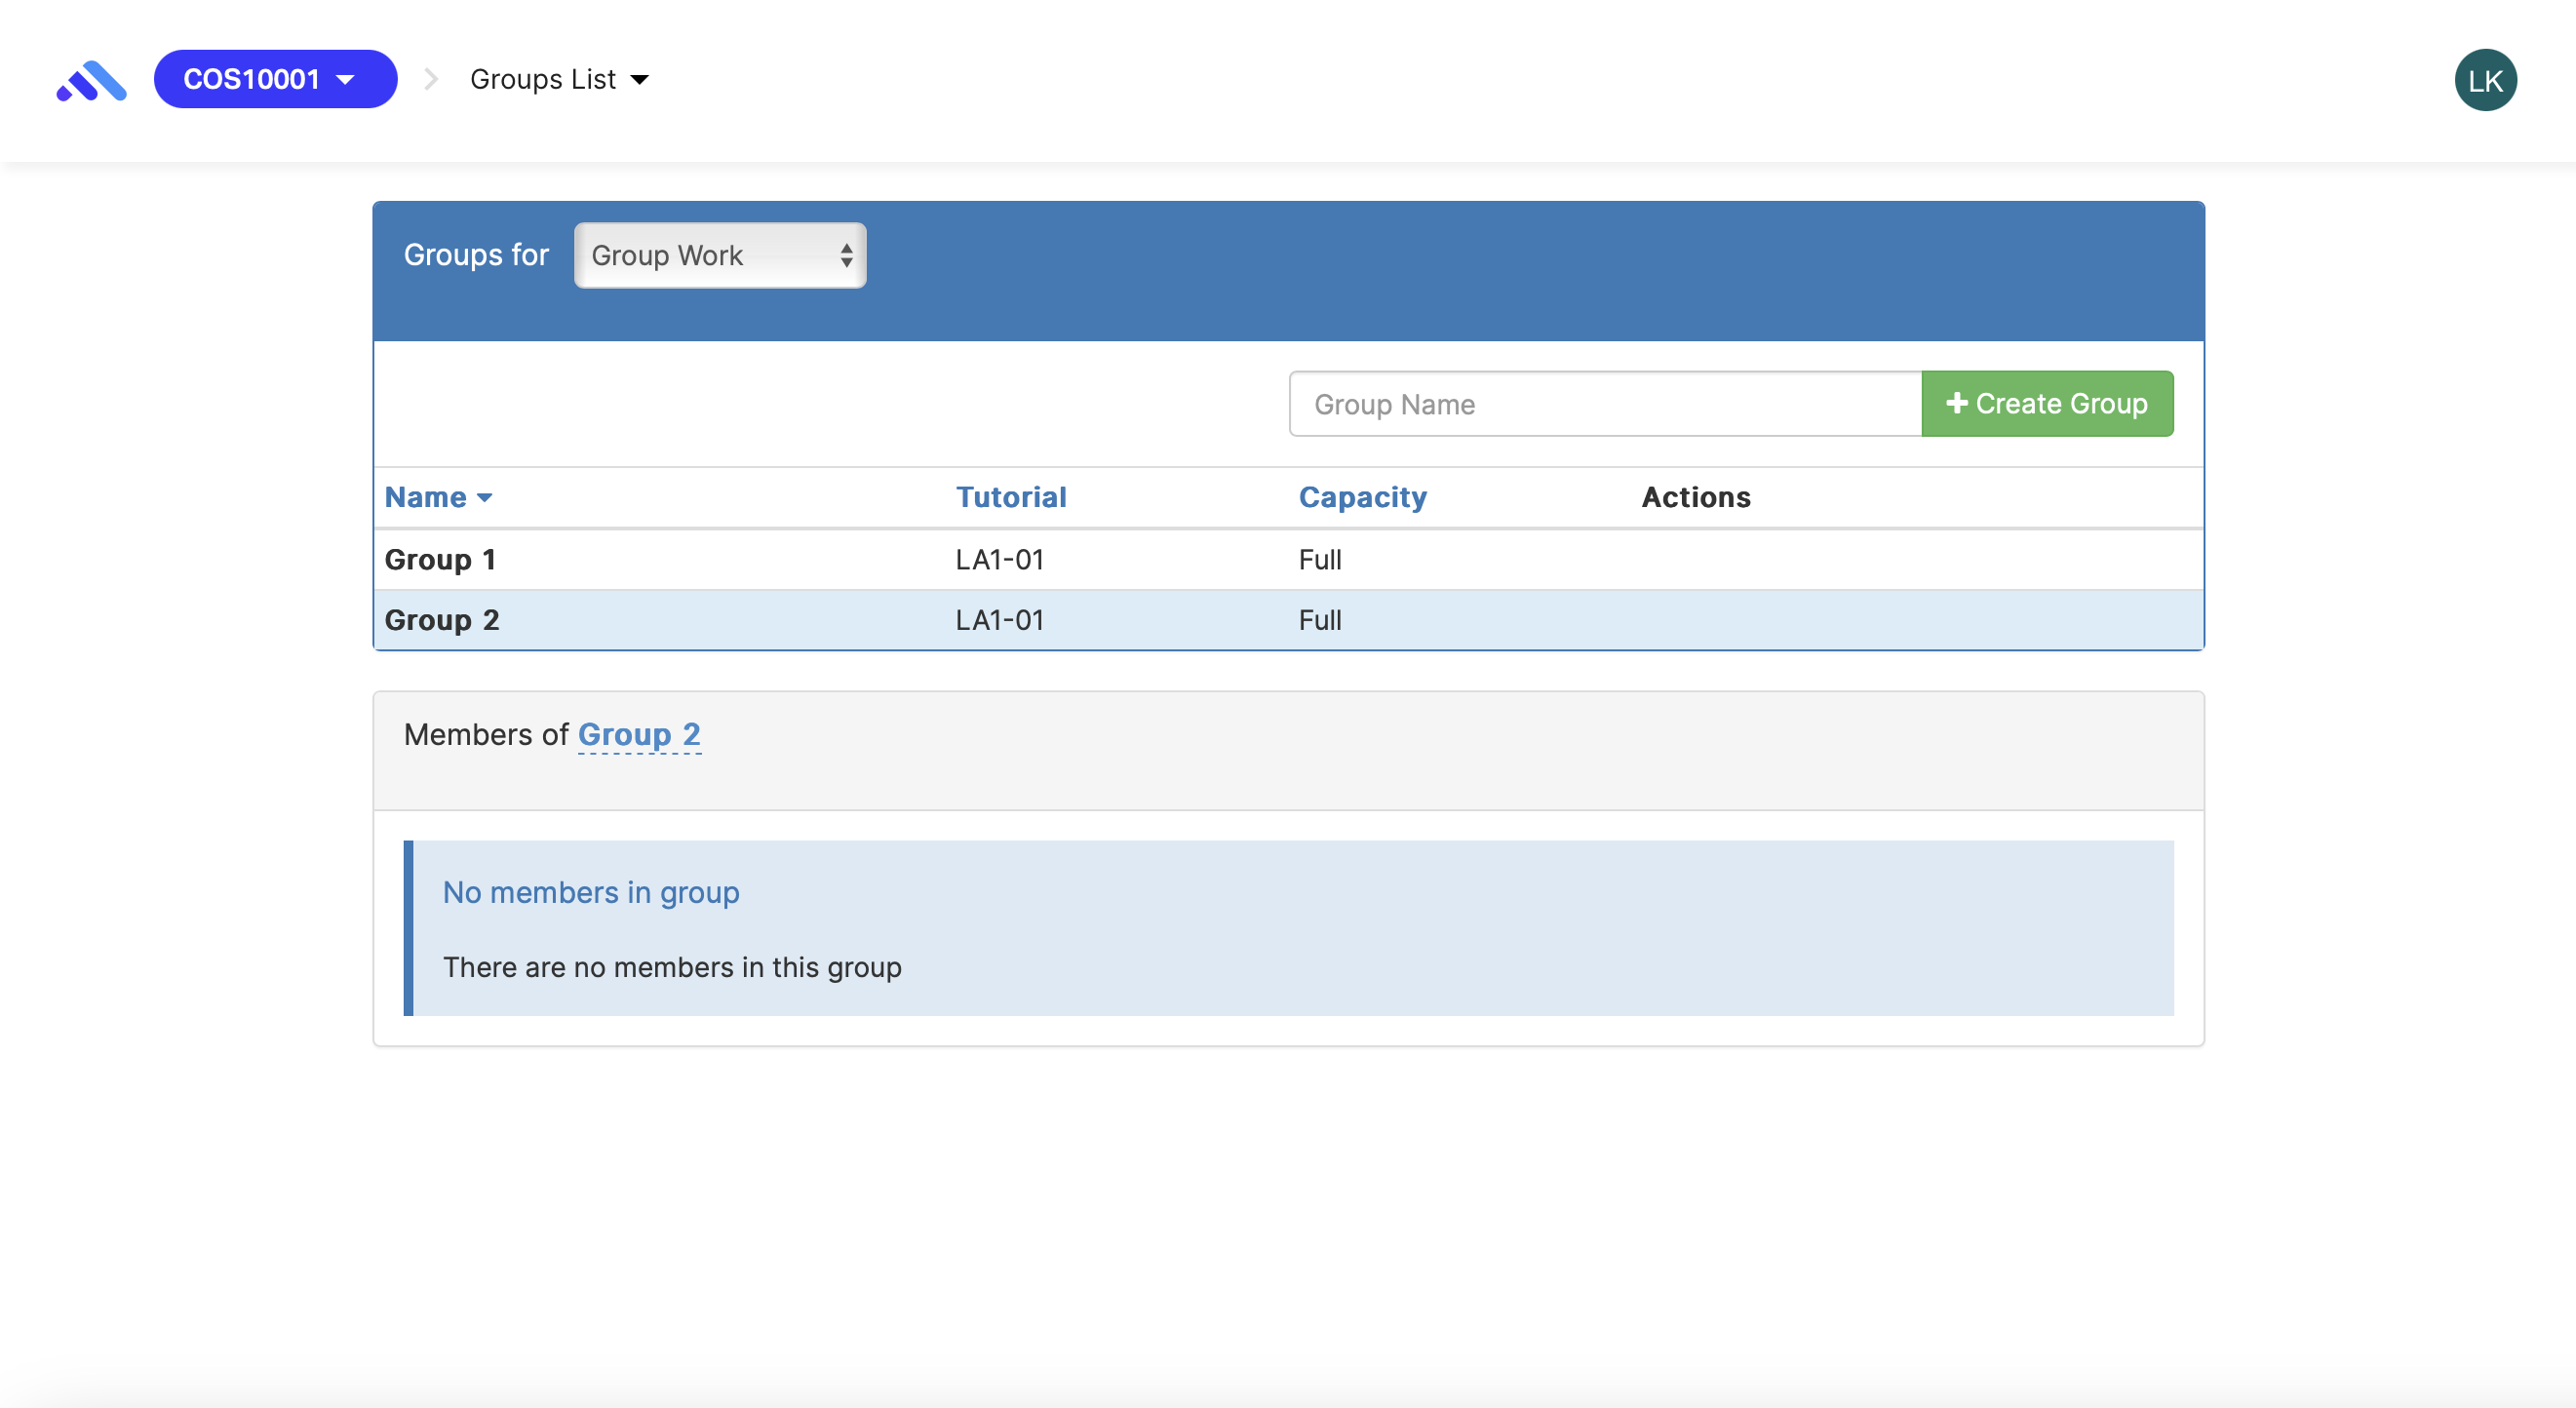 COS10001 Groups List LK
Groups for Group Work
Group Name Create Group
Name Tutorial Capacity Actions
Group 1 LA1-01 Full
Group 2 LA1-01 Full
Members of Group 2
No members in group
There are no members in this group